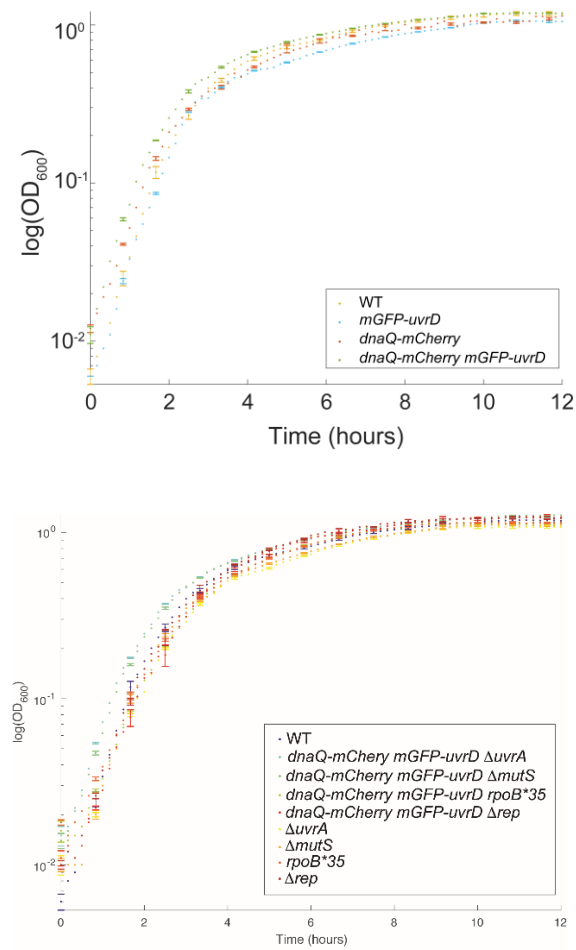 10⁰
10⁻¹
10⁻²
log(OD₆₀₀)
WT
mGFP-uvrD
dnaQ-mCherry
dnaQ-mCherry mGFP-uvrD
0 2 4 6 8 10 12
Time (hours)
10⁰
10⁻¹
10⁻²
log(OD₆₀₀)
WT
dnaQ-mChery mGFP-uvrD ΔuvrA
dnaQ-mCherry mGFP-uvrD ΔmutS
dnaQ-mCherry mGFP-uvrD rpoB*35
dnaQ-mCherry mGFP-uvrD Δrep
ΔuvrA
ΔmutS
rpoB*35
Δrep
0 2 4 6 8 10 12
Time (hours)